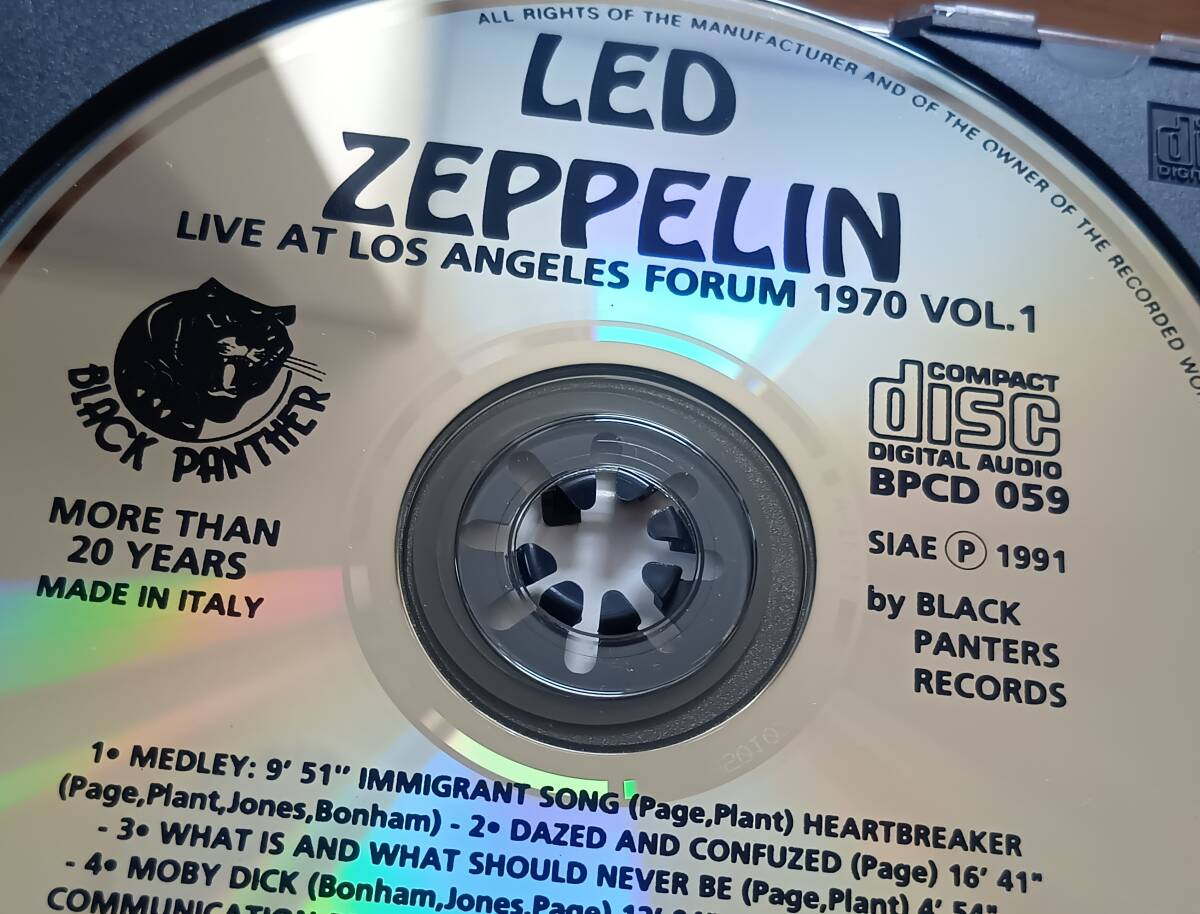 ALL RIGHTS OF THE MANUFACTURER AND OF THE OWNER OF THE RECORDED
LED
ZEPPELIN
LIVE AT LOS ANGELES FORUM 1970 VOL.1
BLACK PANTHER
MORE THAN
20 YEARS
MADE IN ITALY
COMPACT
disc
DIGITAL AUDIO
BPCD 059
SIAE Ⓟ 1991
by BLACK
PANTERS
RECORDS
1• MEDLEY: 9' 51" IMMIGRANT SONG (Page,Plant) HEARTBREAKER
(Page,Plant,Jones,Bonham) - 2• DAZED AND CONFUZED (Page) 16' 41"
- 3• WHAT IS AND WHAT SHOULD NEVER BE (Page,Plant) 4' 54"
- 4• MOBY DICK (Bonham,Jones,Page)